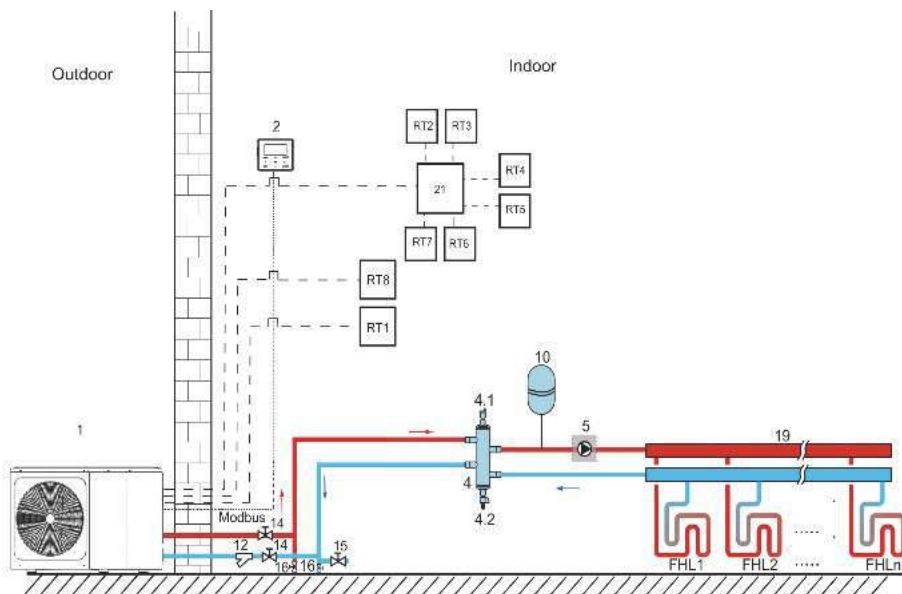 Outdoor
Indoor
2
RT2
RT3
RT4
21
RT5
RT7
RT6
RT8
RT1
10
1
4.1
5
19
4
4.2
Modbus
14
12
14
15
16
16
FHL1
FHL2
.....
.....
FHLn